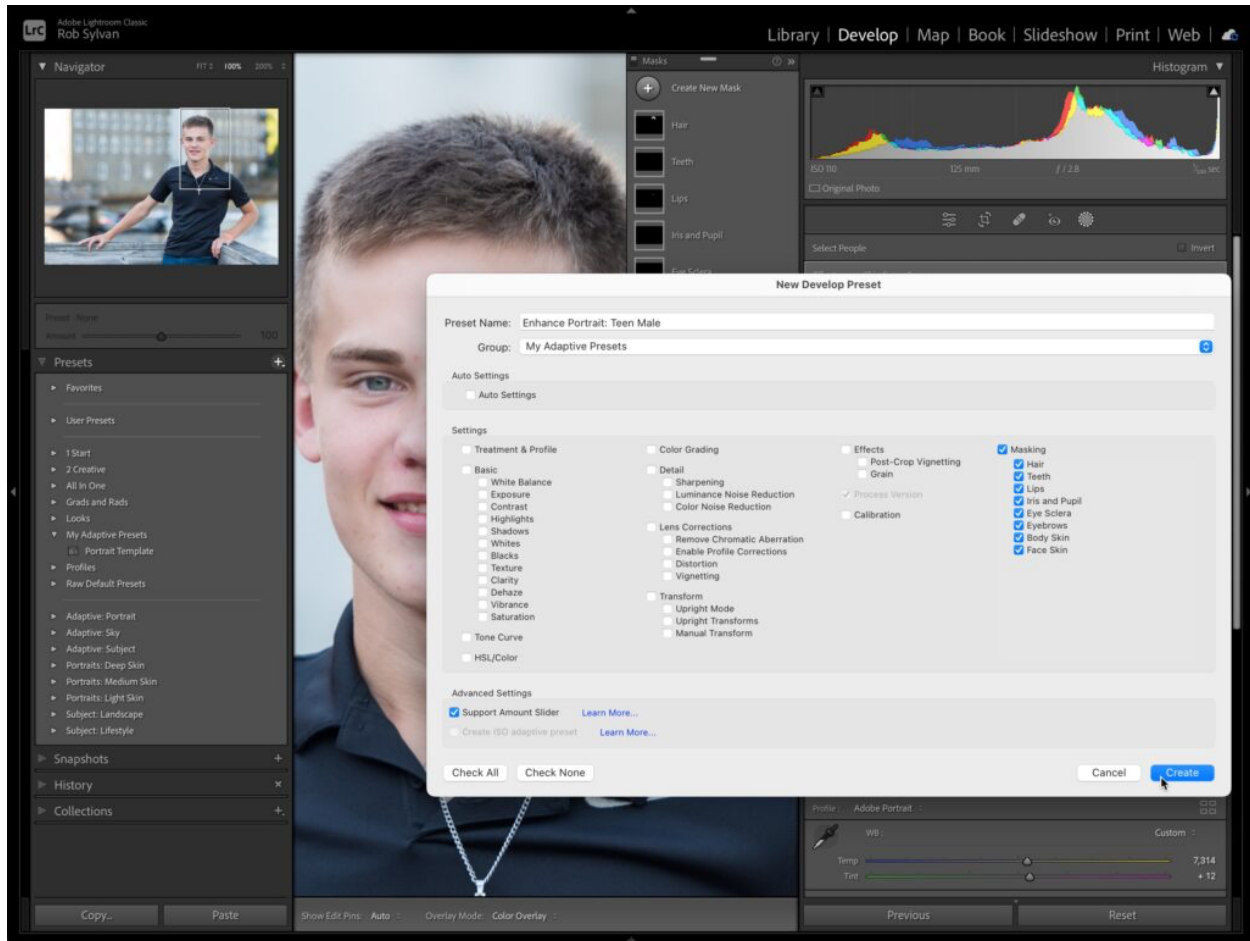 LrC
Adobe Lightroom Classic
Rob Sylvan
Library | Develop | Map | Book | Slideshow | Print | Web |
Navigator
FIT 100% 200%
Preset: None
Amount 100
Presets
Favorites
User Presets
1 Start
2 Creative
All In One
Grads and Rads
Looks
My Adaptive Presets
Portrait Template
Profiles
Raw Default Presets
Adaptive: Portrait
Adaptive: Sky
Adaptive: Subject
Portraits: Deep Skin
Portraits: Medium Skin
Portraits: Light Skin
Subject: Landscape
Subject: Lifestyle
Snapshots
History
Collections
Copy...
Paste
Masks
Create New Mask
Hair
Teeth
Lips
Iris and Pupil
Eye Sclera
Histogram
ISO 110 125 mm f / 2.8
Original Photo
Select People
Invert
New Develop Preset
Preset Name: Enhance Portrait: Teen Male
Group: My Adaptive Presets
Auto Settings
Auto Settings
Settings
Treatment & Profile
Basic
White Balance
Exposure
Contrast
Highlights
Shadows
Whites
Blacks
Texture
Clarity
Dehaze
Vibrance
Saturation
Tone Curve
HSL/Color
Color Grading
Detail
Sharpening
Luminance Noise Reduction
Color Noise Reduction
Lens Corrections
Remove Chromatic Aberration
Enable Profile Corrections
Distortion
Vignetting
Transform
Upright Mode
Upright Transforms
Manual Transform
Effects
Post-Crop Vignetting
Grain
Process Version
Calibration
Masking
Hair
Teeth
Lips
Iris and Pupil
Eye Sclera
Eyebrows
Body Skin
Face Skin
Advanced Settings
Support Amount Slider Learn More...
Create ISO adaptive preset Learn More...
Check All
Check None
Cancel
Create
Profile: Adobe Portrait
WB: Custom
Temp 7,314
Tint + 12
Show Edit Pins: Auto
Overlay Mode: Color Overlay
Previous
Reset